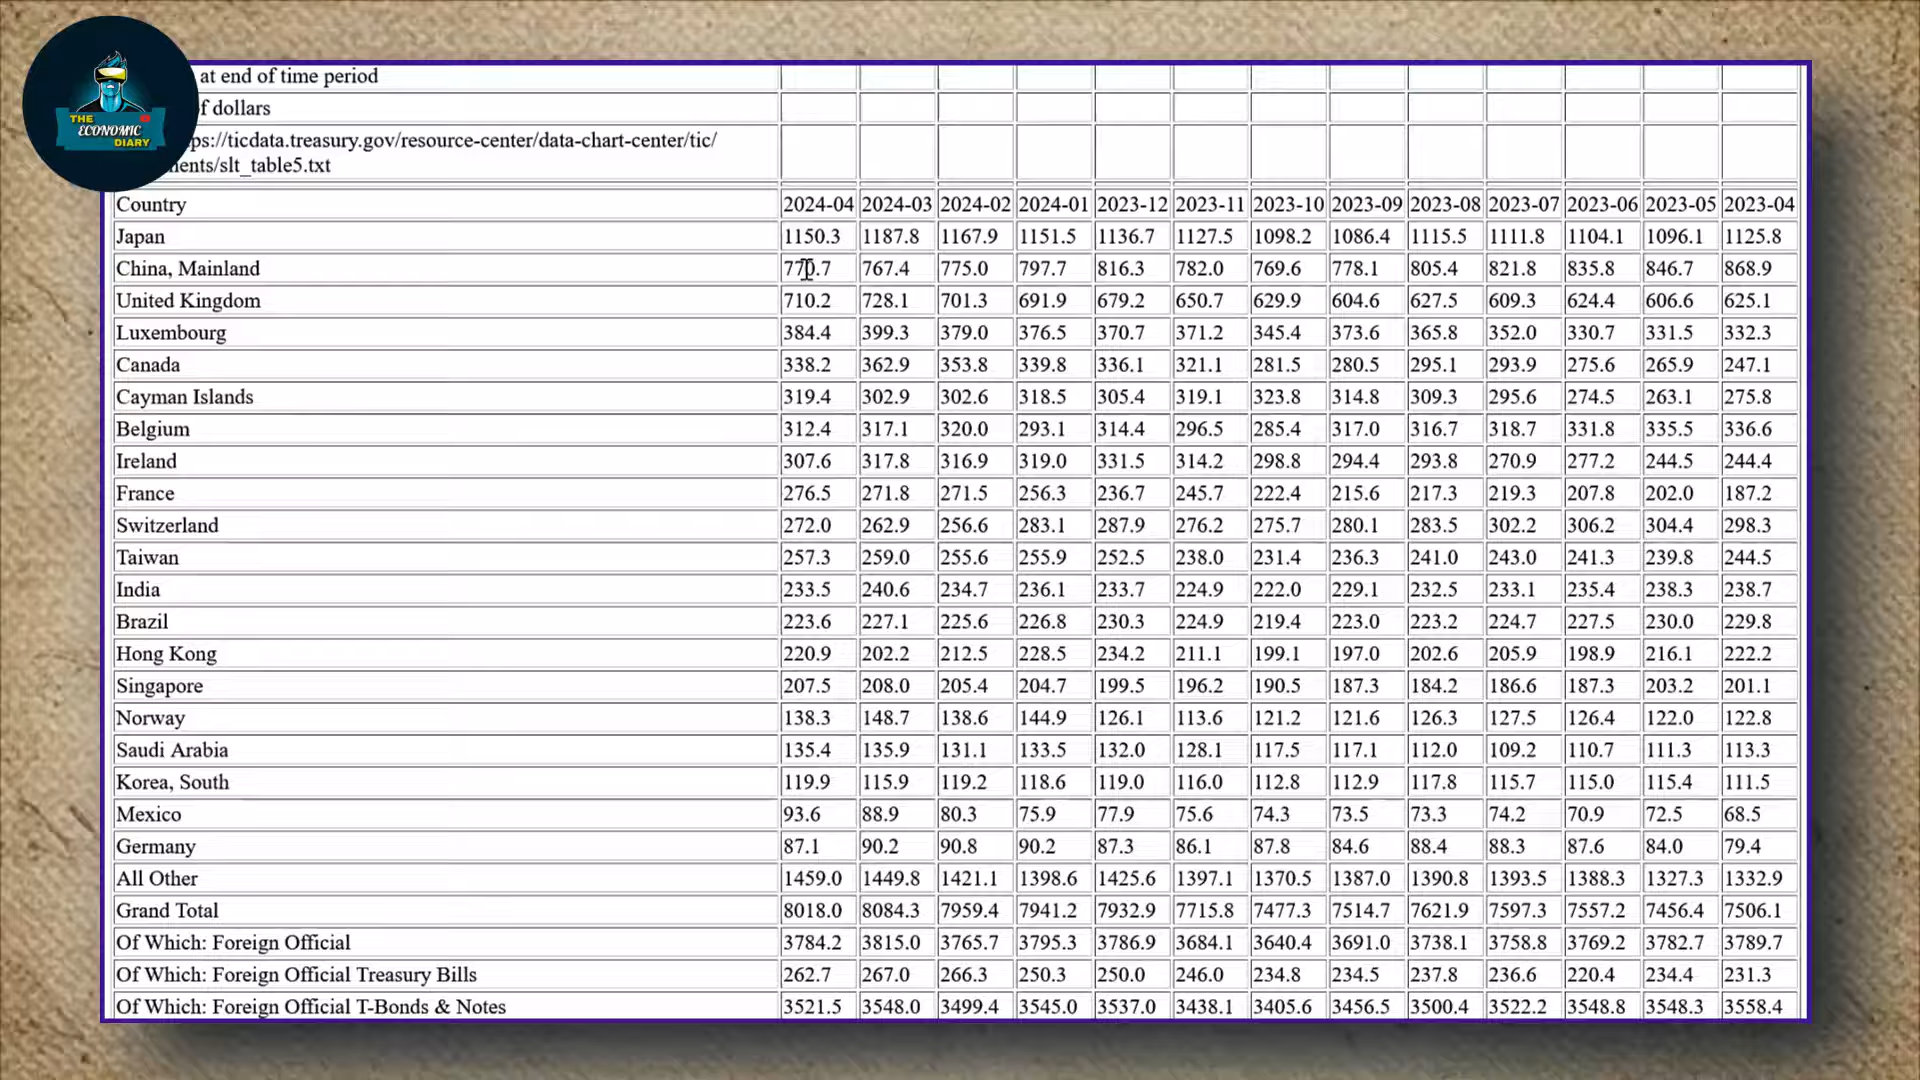 THE
ECONOMIC
DIARY
at end of time period
of dollars
ps://ticdata.treasury.gov/resource-center/data-chart-center/tic/
ents/slt_table5.txt
Country 2024-04 2024-03 2024-02 2024-01 2023-12 2023-11 2023-10 2023-09 2023-08 2023-07 2023-06 2023-05 2023-04
Japan 1150.3 1187.8 1167.9 1151.5 1136.7 1127.5 1098.2 1086.4 1115.5 1111.8 1104.1 1096.1 1125.8
China, Mainland 770.7 767.4 775.0 797.7 816.3 782.0 769.6 778.1 805.4 821.8 835.8 846.7 868.9
United Kingdom 710.2 728.1 701.3 691.9 679.2 650.7 629.9 604.6 627.5 609.3 624.4 606.6 625.1
Luxembourg 384.4 399.3 379.0 376.5 370.7 371.2 345.4 373.6 365.8 352.0 330.7 331.5 332.3
Canada 338.2 362.9 353.8 339.8 336.1 321.1 281.5 280.5 295.1 293.9 275.6 265.9 247.1
Cayman Islands 319.4 302.9 302.6 318.5 305.4 319.1 323.8 314.8 309.3 295.6 274.5 263.1 275.8
Belgium 312.4 317.1 320.0 293.1 314.4 296.5 285.4 317.0 316.7 318.7 331.8 335.5 336.6
Ireland 307.6 317.8 316.9 319.0 331.5 314.2 298.8 294.4 293.8 270.9 277.2 244.5 244.4
France 276.5 271.8 271.5 256.3 236.7 245.7 222.4 215.6 217.3 219.3 207.8 202.0 187.2
Switzerland 272.0 262.9 256.6 283.1 287.9 276.2 275.7 280.1 283.5 302.2 306.2 304.4 298.3
Taiwan 257.3 259.0 255.6 255.9 252.5 238.0 231.4 236.3 241.0 243.0 241.3 239.8 244.5
India 233.5 240.6 234.7 236.1 233.7 224.9 222.0 229.1 232.5 233.1 235.4 238.3 238.7
Brazil 223.6 227.1 225.6 226.8 230.3 224.9 219.4 223.0 223.2 224.7 227.5 230.0 229.8
Hong Kong 220.9 202.2 212.5 228.5 234.2 211.1 199.1 197.0 202.6 205.9 198.9 216.1 222.2
Singapore 207.5 208.0 205.4 204.7 199.5 196.2 190.5 187.3 184.2 186.6 187.3 203.2 201.1
Norway 138.3 148.7 138.6 144.9 126.1 113.6 121.2 121.6 126.3 127.5 126.4 122.0 122.8
Saudi Arabia 135.4 135.9 131.1 133.5 132.0 128.1 117.5 117.1 112.0 109.2 110.7 111.3 113.3
Korea, South 119.9 115.9 119.2 118.6 119.0 116.0 112.8 112.9 117.8 115.7 115.0 115.4 111.5
Mexico 93.6 88.9 80.3 75.9 77.9 75.6 74.3 73.5 73.3 74.2 70.9 72.5 68.5
Germany 87.1 90.2 90.8 90.2 87.3 86.1 87.8 84.6 88.4 88.3 87.6 84.0 79.4
All Other 1459.0 1449.8 1421.1 1398.6 1425.6 1397.1 1370.5 1387.0 1390.8 1393.5 1388.3 1327.3 1332.9
Grand Total 8018.0 8084.3 7959.4 7941.2 7932.9 7715.8 7477.3 7514.7 7621.9 7597.3 7557.2 7456.4 7506.1
Of Which: Foreign Official 3784.2 3815.0 3765.7 3795.3 3786.9 3684.1 3640.4 3691.0 3738.1 3758.8 3769.2 3782.7 3789.7
Of Which: Foreign Official Treasury Bills 262.7 267.0 266.3 250.3 250.0 246.0 234.8 234.5 237.8 236.6 220.4 234.4 231.3
Of Which: Foreign Official T-Bonds & Notes 3521.5 3548.0 3499.4 3545.0 3537.0 3438.1 3405.6 3456.5 3500.4 3522.2 3548.8 3548.3 3558.4